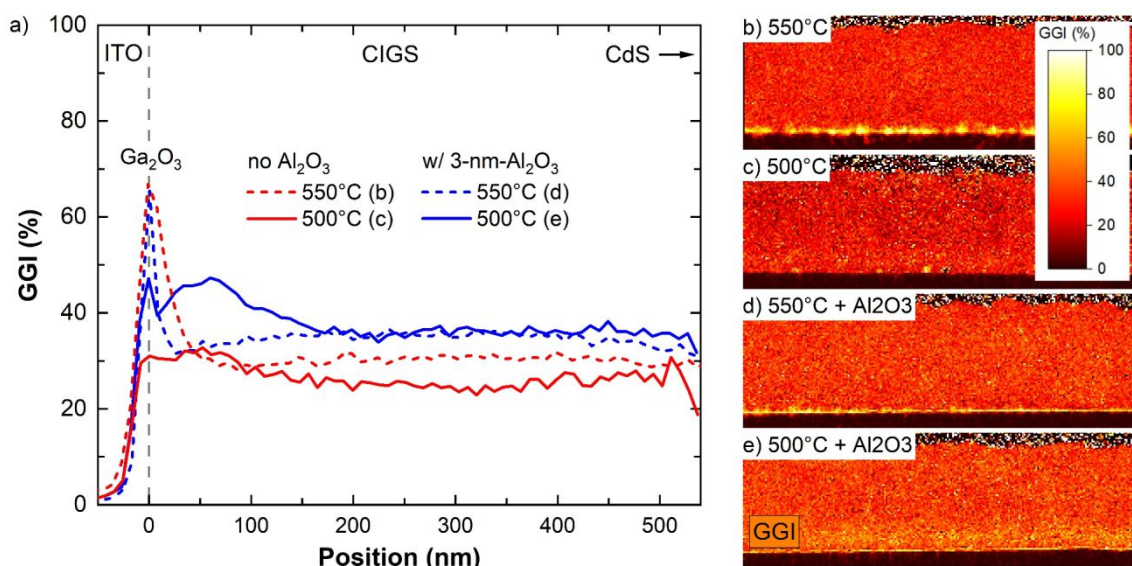 a)
100
80
60
40
20
0
GGI (%)
ITO
CIGS
CdS →
Ga₂O₃
no Al₂O₃
w/ 3-nm-Al₂O₃
550°C (b)
550°C (d)
500°C (c)
500°C (e)
0
100
200
300
400
500
Position (nm)
b) 550°C
GGI (%)
100
80
60
40
20
0
c) 500°C
d) 550°C + Al2O3
e) 500°C + Al2O3
GGI